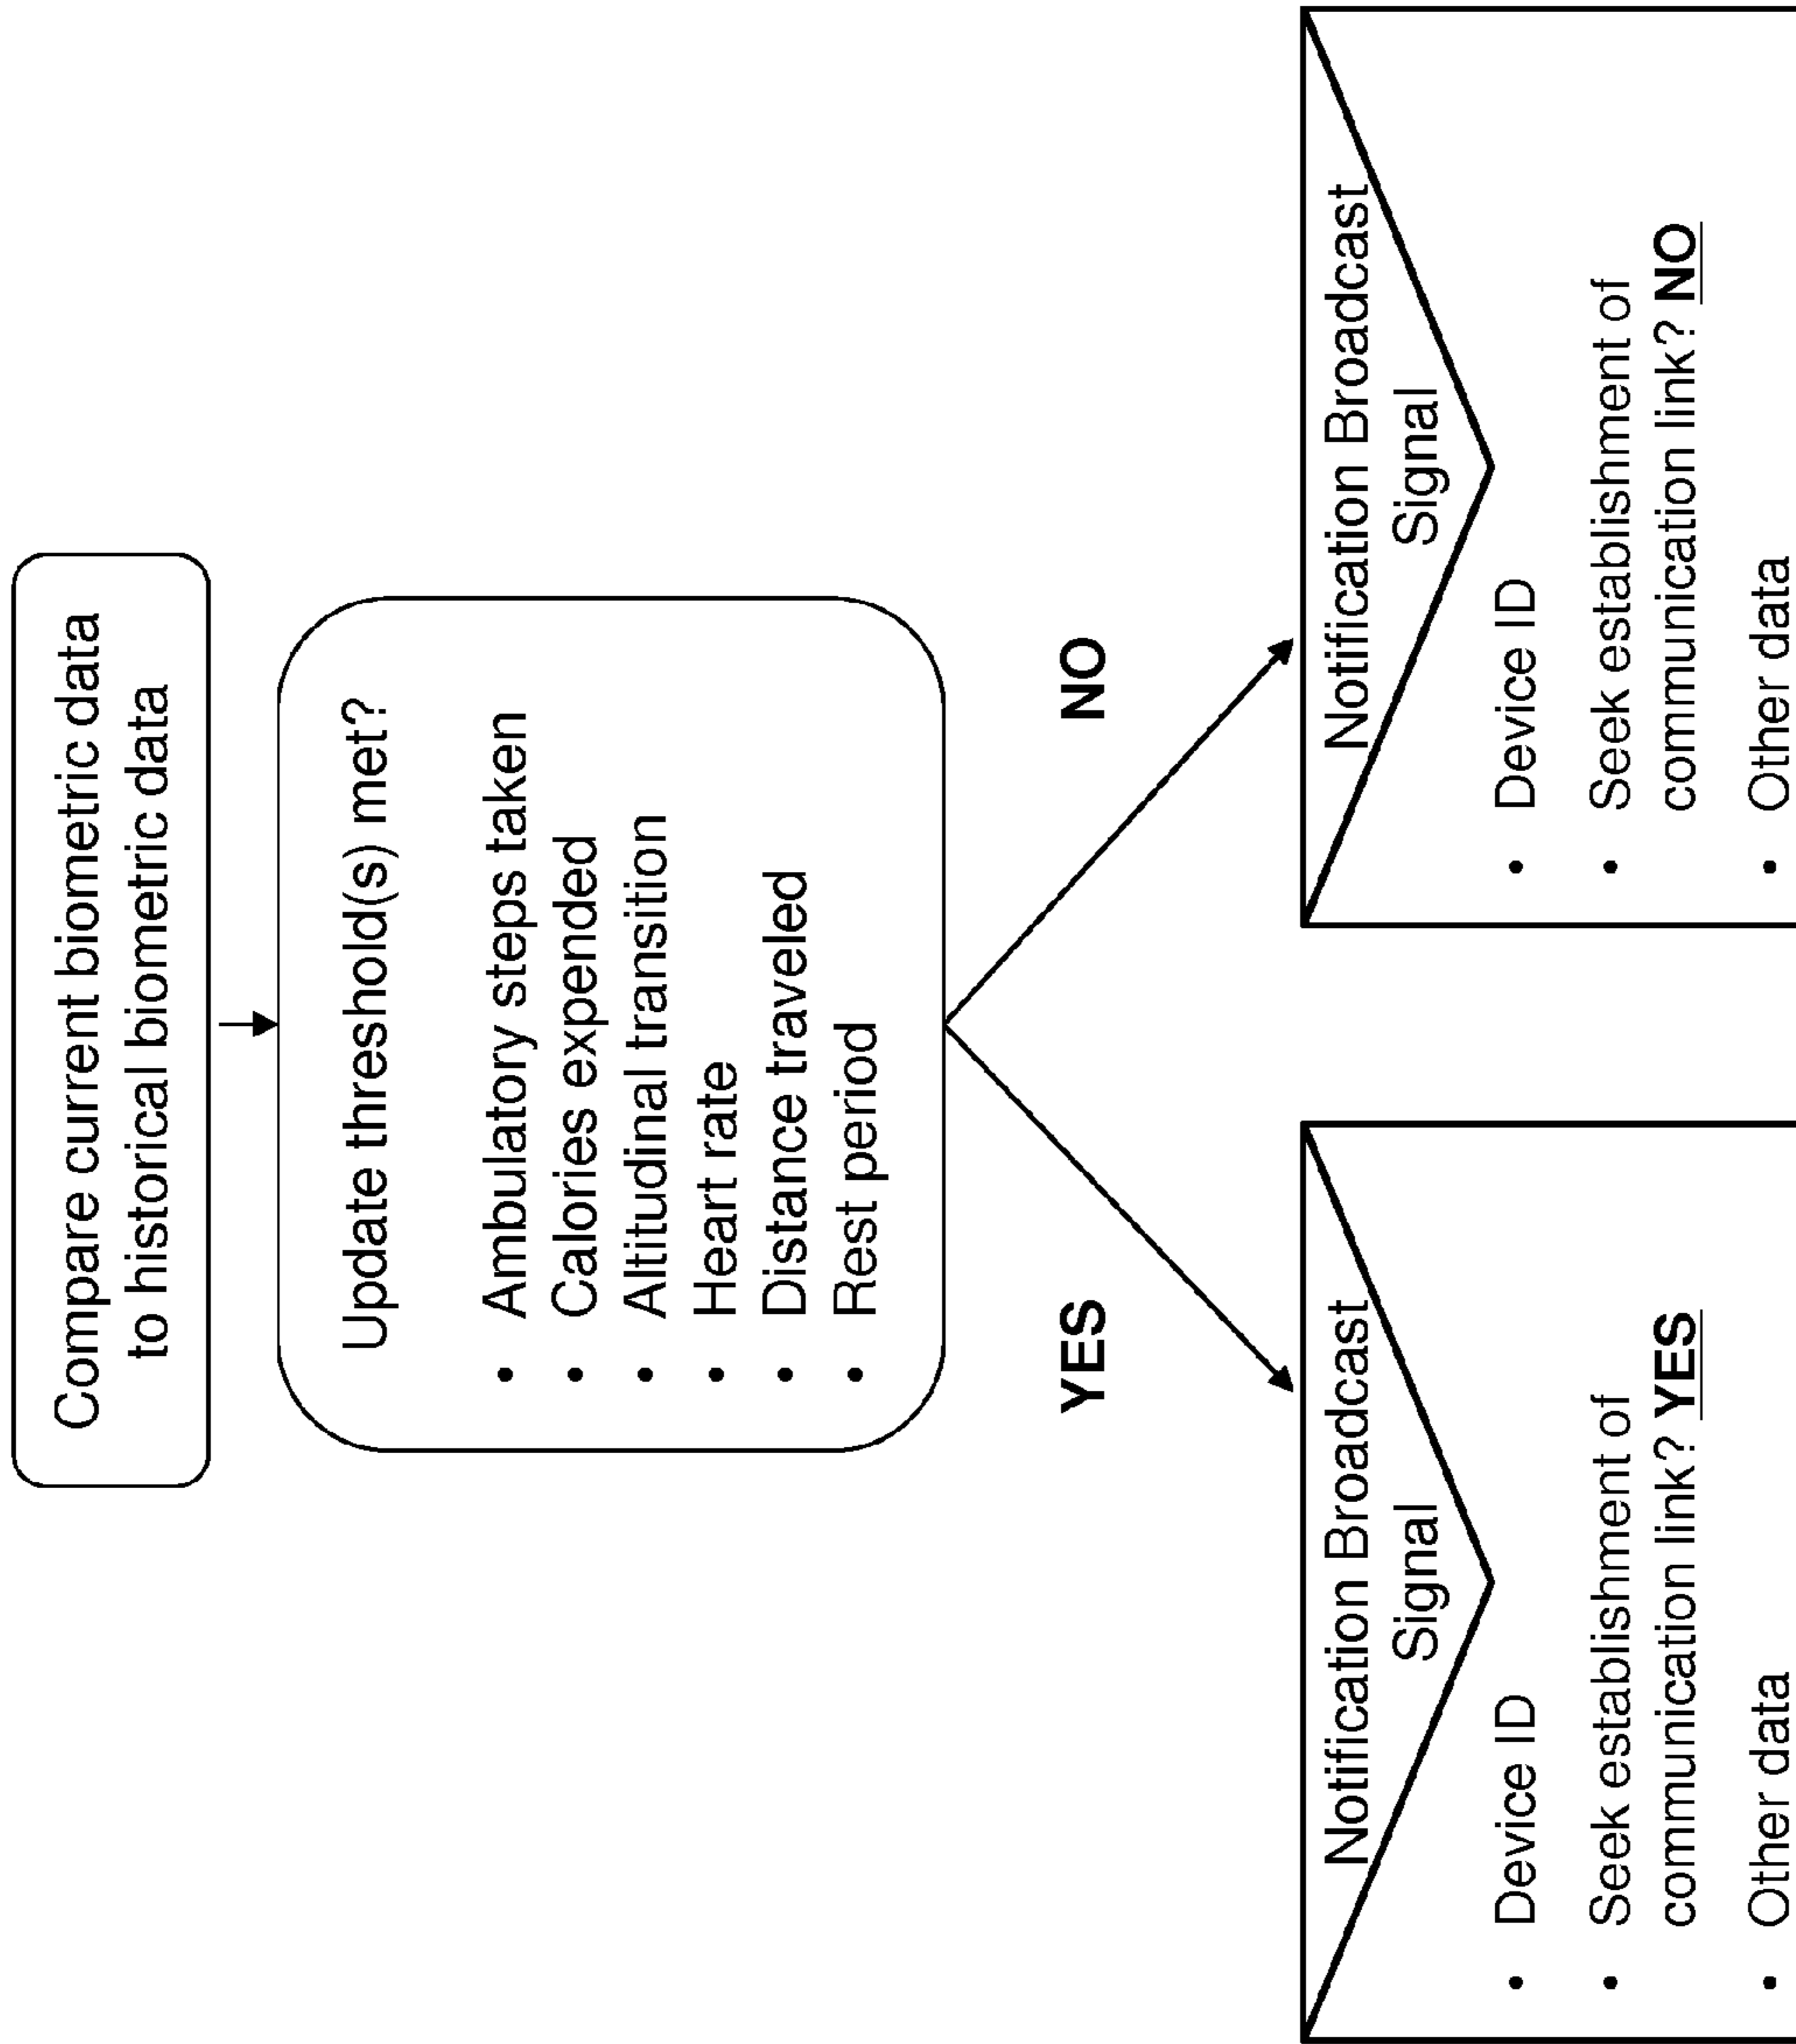 Compare current biometric data
to historical biometric data
Update threshold(s) met?
• Ambulatory steps taken
• Calories expended
• Altitudinal transition
• Heart rate
• Distance traveled
• Rest period
YES
NO
Notification Broadcast
Signal
• Device ID
• Seek establishment of
communication link? YES
• Other data
Notification Broadcast
Signal
• Device ID
• Seek establishment of
communication link? NO
• Other data